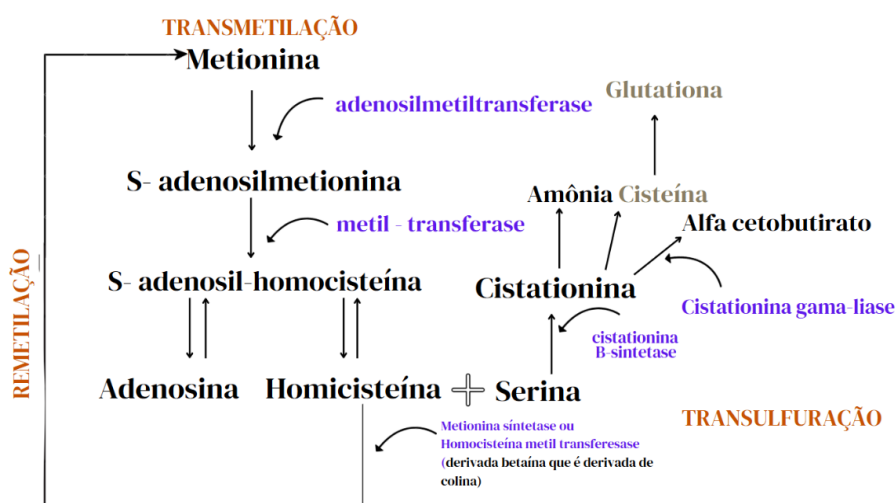 TRANSMETILAÇÃO
Metionina
adenosilmetiltransferase
Glutationa
S- adenosilmetionina
Amônia Cisteína
metil - transferase
Alfa cetobutirato
REMETILAÇÃO
S- adenosil-homocisteína
Cistationina
Cistationina gama-liase
cistationina
B-sintetase
Adenosina
Homicisteína
+
Serina
TRANSULFURAÇÃO
Metionina síntetase ou
Homocisteína metil transferesase
(derivada betaína que é derivada de
colina)